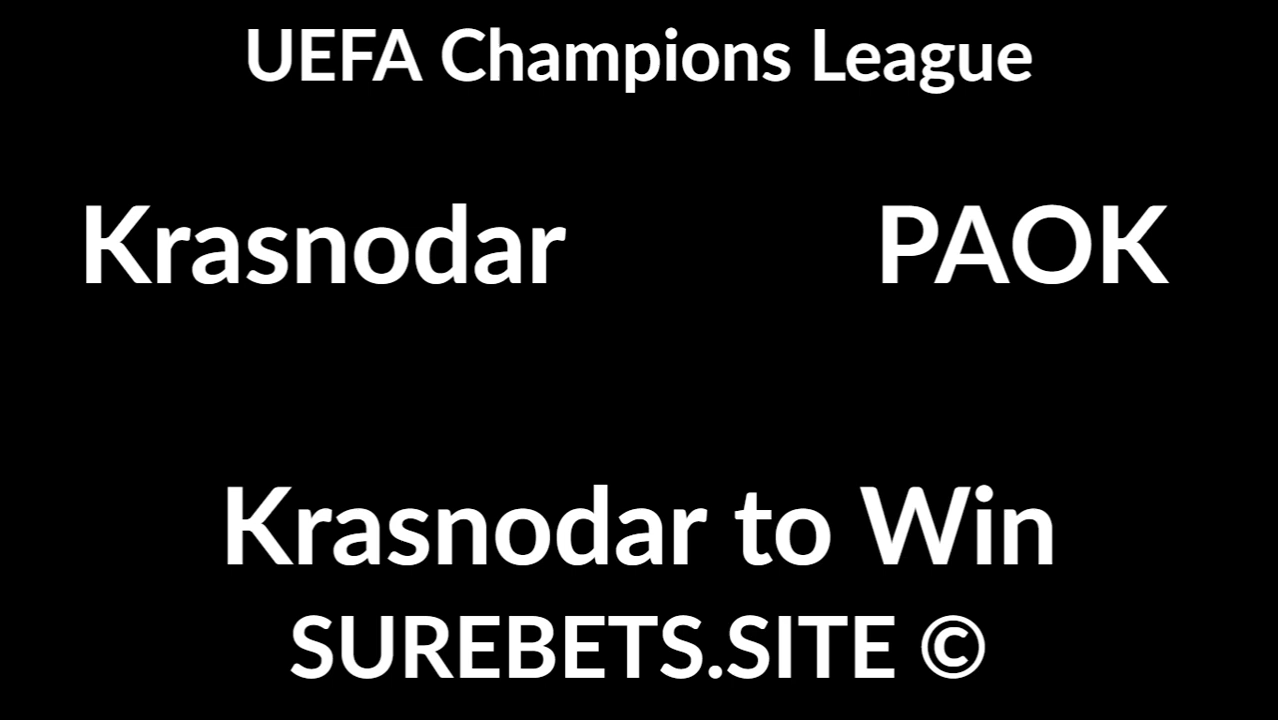 UEFA Champions League
Krasnodar PAOK
Krasnodar to Win
SUREBETS.SITE ©